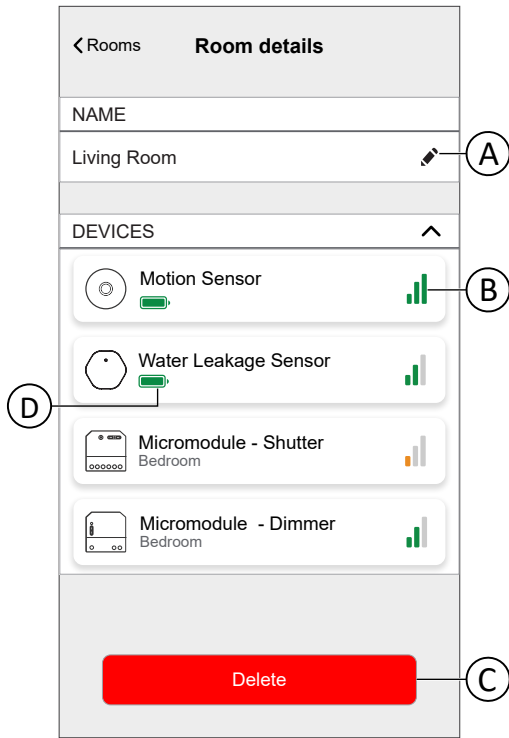 Rooms Room details
NAME
Living Room
A
DEVICES
Motion Sensor
B
Water Leakage Sensor
D
Micromodule - Shutter
Bedroom
Micromodule - Dimmer
Bedroom
Delete
C